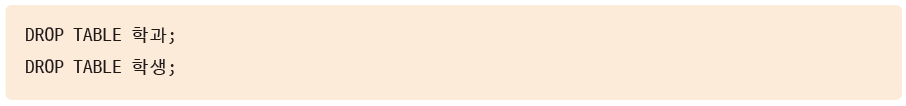 DROP TABLE 학과;
DROP TABLE 학생;